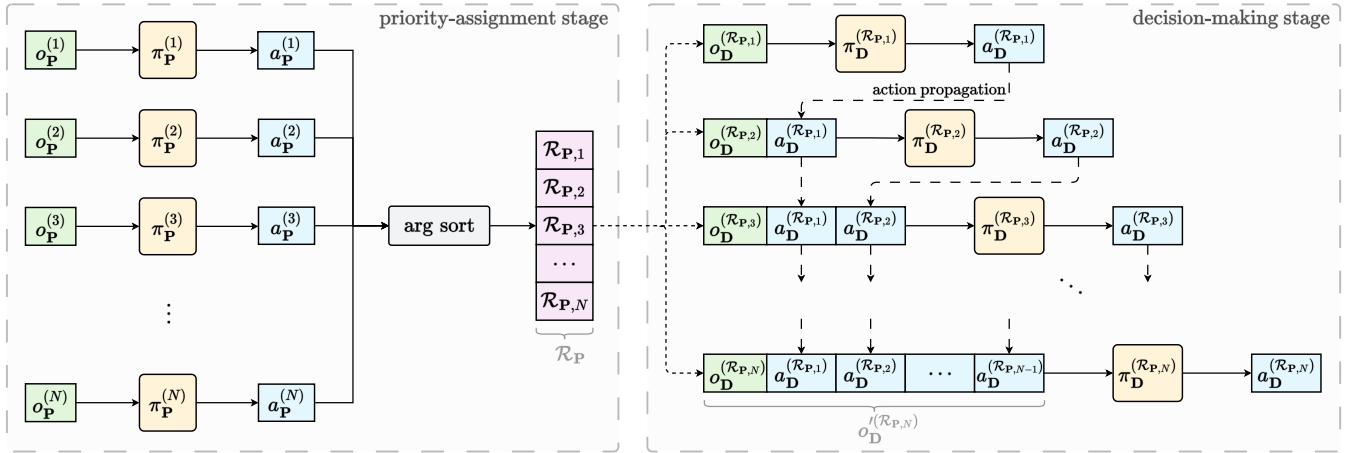 priority-assignment stage
o_P^(1) π_P^(1) a_P^(1)
o_P^(2) π_P^(2) a_P^(2)
o_P^(3) π_P^(3) a_P^(3)
⋮
o_P^(N) π_P^(N) a_P^(N)
arg sort
ℛ_P,1
ℛ_P,2
ℛ_P,3
⋯
ℛ_P,N
ℛ_P
decision-making stage
o_D^(ℛ_P,1) π_D^(ℛ_P,1) a_D^(ℛ_P,1)
action propagation
o_D^(ℛ_P,2) a_D^(ℛ_P,1) π_D^(ℛ_P,2) a_D^(ℛ_P,2)
o_D^(ℛ_P,3) a_D^(ℛ_P,1) a_D^(ℛ_P,2) π_D^(ℛ_P,3) a_D^(ℛ_P,3)
⋱
o_D^(ℛ_P,N) a_D^(ℛ_P,1) a_D^(ℛ_P,2) ⋯ a_D^(ℛ_P,N−1) π_D^(ℛ_P,N) a_D^(ℛ_P,N)
o_D^′(ℛ_P,N)